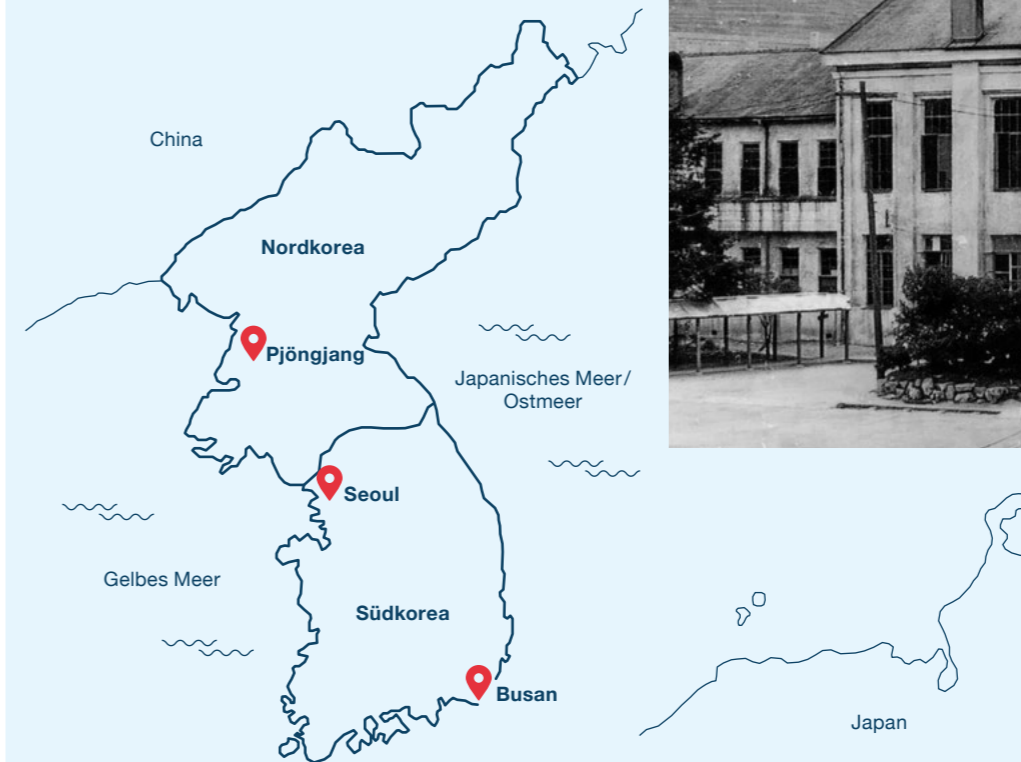 China
Nordkorea
Pjöngjang
Japanisches Meer/
Ostmeer
Seoul
Gelbes Meer
Südkorea
Busan
Japan